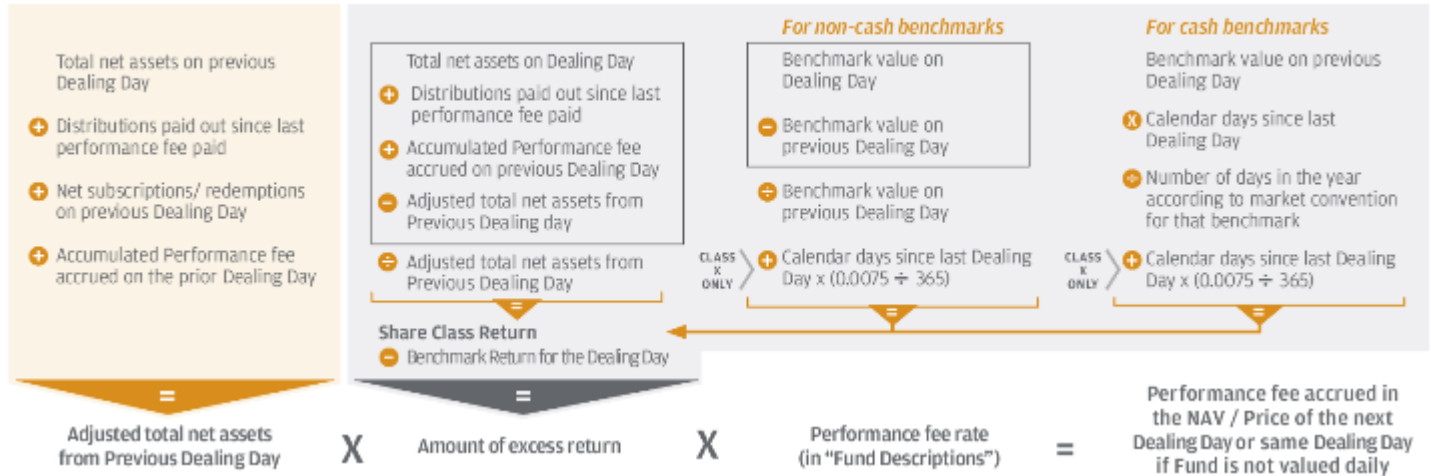 Total net assets on previous
Dealing Day
+ Distributions paid out since last
performance fee paid
+ Net subscriptions/ redemptions
on previous Dealing Day
+ Accumulated Performance fee
accrued on the prior Dealing Day
=
Adjusted total net assets
from Previous Dealing Day
X
Total net assets on Dealing Day
+ Distributions paid out since last
performance fee paid
+ Accumulated Performance fee
accrued on previous Dealing Day
− Adjusted total net assets from
Previous Dealing day
÷ Adjusted total net assets from
Previous Dealing Day
=
Share Class Return
− Benchmark Return for the Dealing Day
=
Amount of excess return
X
For non-cash benchmarks
Benchmark value on
Dealing Day
− Benchmark value on
previous Dealing Day
÷ Benchmark value on
previous Dealing Day
CLASS
X
ONLY
+ Calendar days since last Dealing
Day x (0.0075 ÷ 365)
=
For cash benchmarks
Benchmark value on previous
Dealing Day
X Calendar days since last
Dealing Day
÷ Number of days in the year
according to market convention
for that benchmark
CLASS
X
ONLY
+ Calendar days since last Dealing
Day x (0.0075 ÷ 365)
=
Performance fee rate
(in “Fund Descriptions”)
=
Performance fee accrued in
the NAV / Price of the next
Dealing Day or same Dealing Day
if Fund is not valued daily